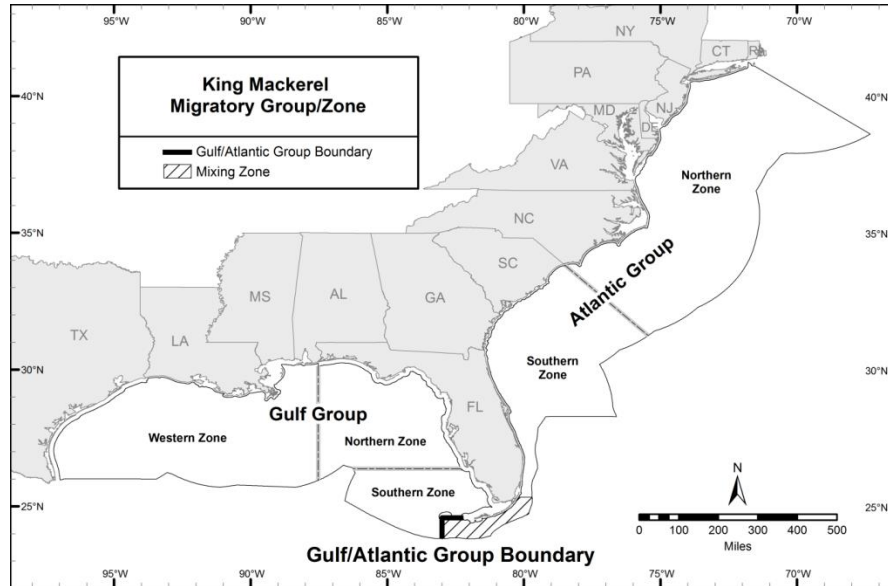 95°W 90°W 85°W 80°W 75°W 70°W
King Mackerel
Migratory Group/Zone
Gulf/Atlantic Group Boundary
Mixing Zone
NY
CT
RI
PA
40°N
40°N
NJ
MD
DE
VA
Northern
Zone
NC
35°N
35°N
SC
MS
AL
GA
Atlantic Group
TX
LA
30°N
30°N
Southern
Zone
FL
Gulf Group
Western Zone
Northern Zone
Southern Zone
25°N
25°N
N
0 100 200 300 400 500
Miles
Gulf/Atlantic Group Boundary
95°W 90°W 85°W 80°W 75°W 70°W